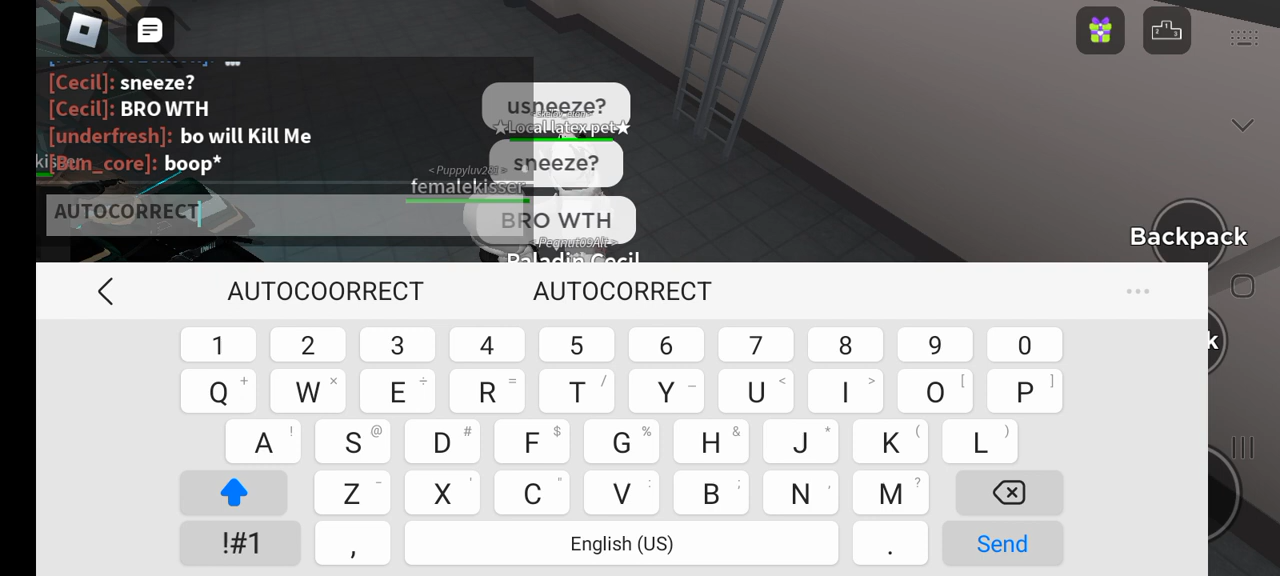 [Cecil]: sneeze?
[Cecil]: BRO WTH
[underfresh]: bo will Kill Me
[Bun_core]: boop*
AUTOCORRECT
usneeze?
★Local latex pet★
sneeze?
femalekisser
BRO WTH
< Peanut09Alt >
Paladin Cecil
Backpack
k
AUTOCOORRECT AUTOCORRECT ...
1 2 3 4 5 6 7 8 9 0
Q + W × E ÷ R = T / Y _ U < I > O [ P ]
A ! S @ D # F $ G % H & J * K ( L )
Z - X ' C " V : B ; N , M ?
!#1 , English (US) . Send